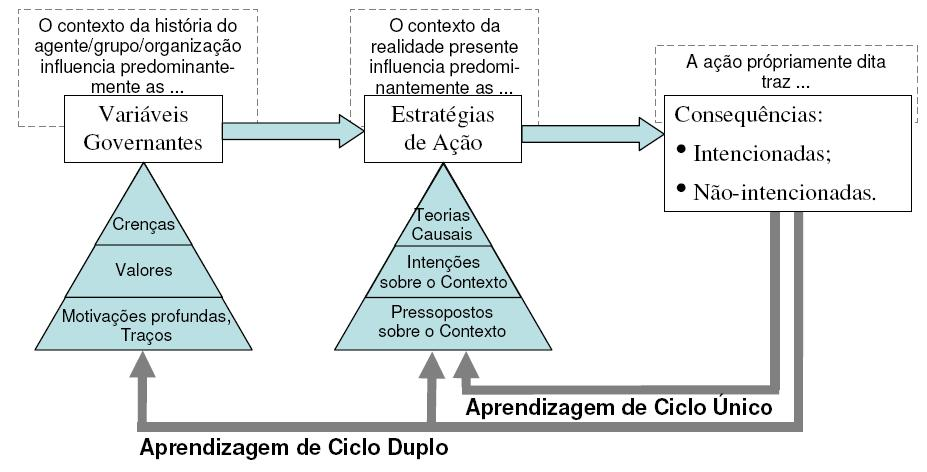 O contexto da história do
agente/grupo/organização
influencia predominante-
mente as ...
Variáveis
Governantes
Crenças
Valores
Motivações profundas,
Traços
O contexto da
realidade presente
influencia predomi-
nantemente as ...
Estratégias
de Ação
Teorias
Causais
Intenções
sobre o Contexto
Pressopostos
sobre o Contexto
A ação própriamente dita
traz ...
Consequências:
• Intencionadas;
• Não-intencionadas.
Aprendizagem de Ciclo Único
Aprendizagem de Ciclo Duplo